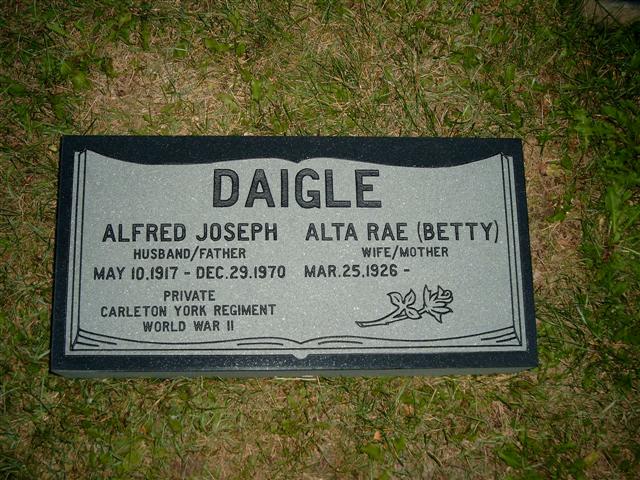 DAIGLE
ALFRED JOSEPH
HUSBAND/FATHER
MAY 10.1917 - DEC.29.1970
PRIVATE
CARLETON YORK REGIMENT
WORLD WAR II
ALTA RAE (BETTY)
WIFE/MOTHER
MAR.25.1926 -